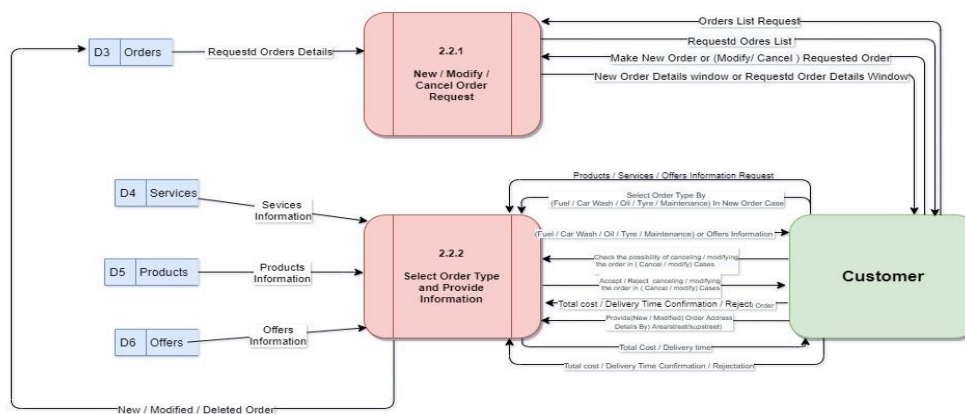 Orders List Request
D3 Orders
Requestd Orders Details
2.2.1
New / Modify /
Cancel Order
Request
Requestd Odres List
Make New Order or (Modify/ Cancel ) Requested Order
New Order Details window or Requestd Order Details Window
D4 Services
Sevices
Information
D5 Products
Products
Information
D6 Offers
Offers
Information
2.2.2
Select Order Type
and Provide
Information
Products / Services / Offers Information Request
Select Order Type By
(Fuel / Car Wash / Oil / Tyre / Maintenance) In New Order Case
(Fuel / Car Wash / Oil / Tyre / Maintenance) or Offers Information
Check the possibility of canceling / modifying
the order in ( Cancel / modify) Cases
Accept / Reject canceling / modifying
the order in ( Cancel / modify) Cases
Total cost / Delivery Time Confirmation / Reject Order
Provide(New / Modified) Order Address
Details By) Area/street/supstreet)
Total Cost / Delivery time
Total cost / Delivery Time Confirmation / Rejectation
Customer
New / Modified / Deleted Order